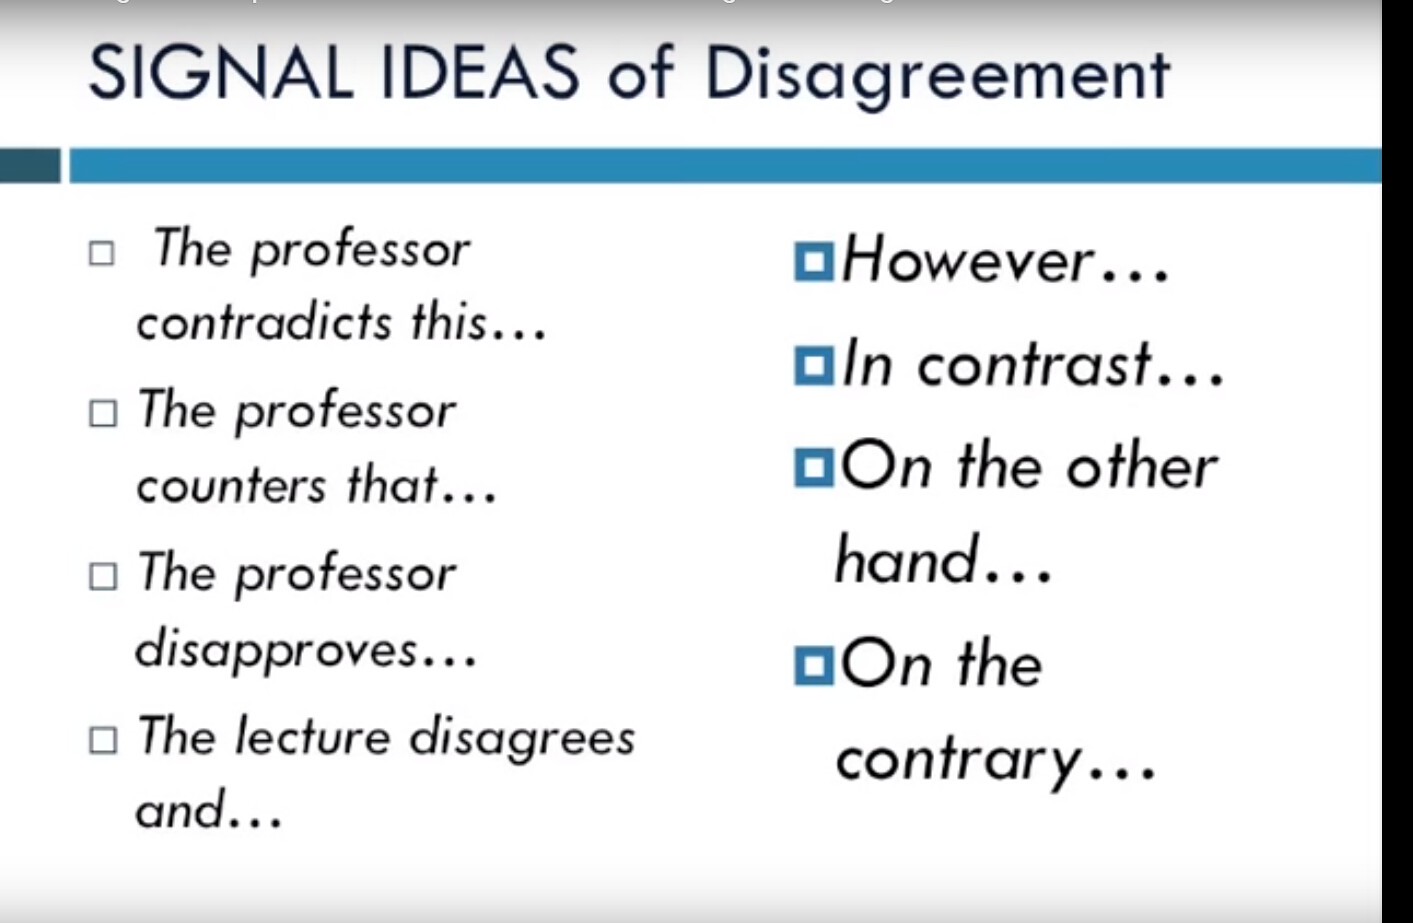 SIGNAL IDEAS of Disagreement
The professor
contradicts this...
The professor
counters that...
The professor
disapproves...
The lecture disagrees
and...
However...
In contrast...
On the other
hand...
On the
contrary...